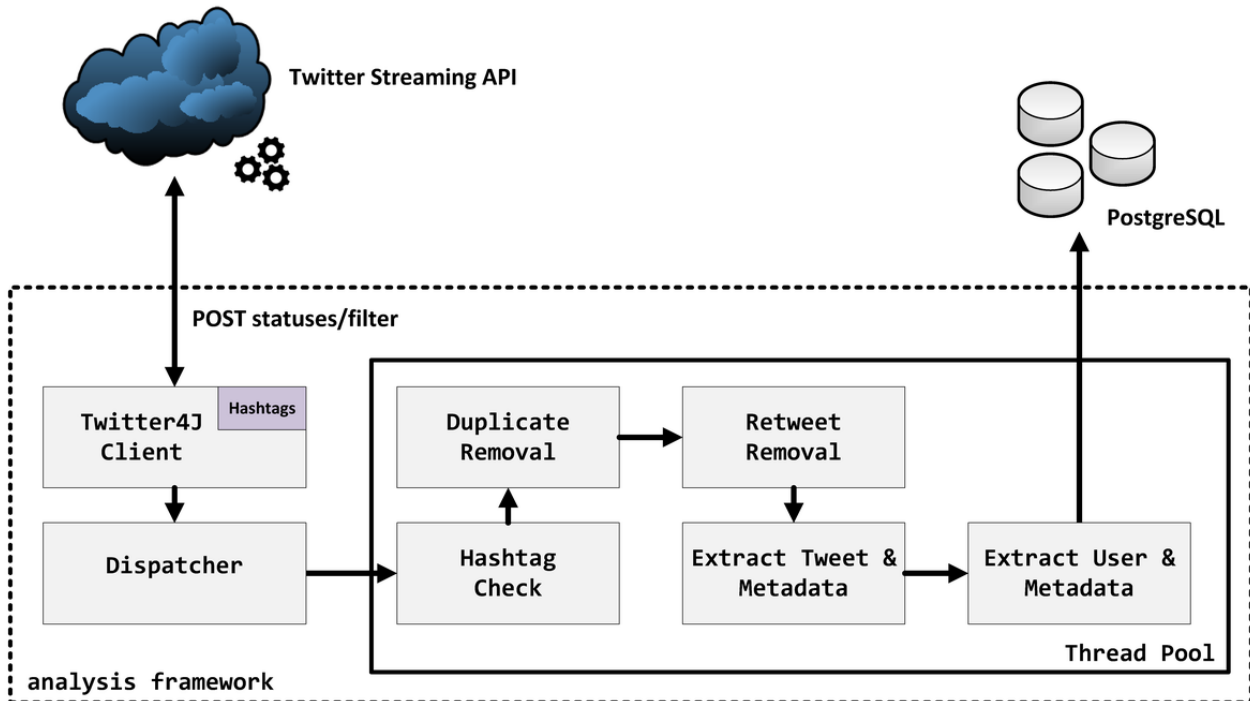 Twitter Streaming API
PostgreSQL
POST statuses/filter
Twitter4J
Client
Hashtags
Duplicate
Removal
Retweet
Removal
Dispatcher
Hashtag
Check
Extract Tweet &
Metadata
Extract User &
Metadata
Thread Pool
analysis framework